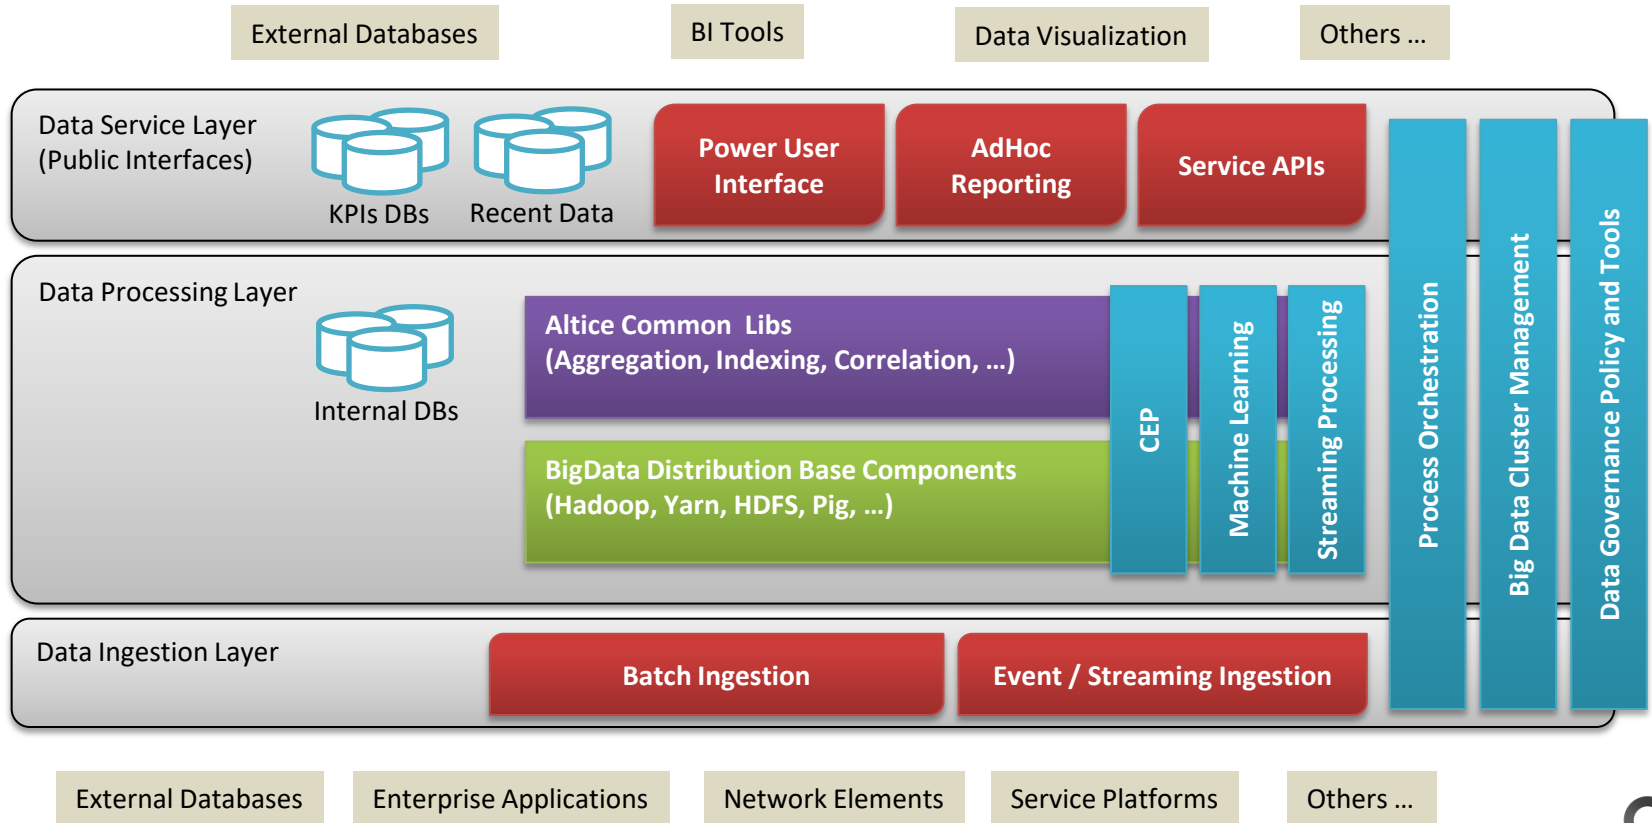 External Databases
BI Tools
Data Visualization
Others ...
Data Service Layer
(Public Interfaces)
KPIs DBs
Recent Data
Power User
Interface
AdHoc
Reporting
Service APIs
Data Processing Layer
Internal DBs
Altice Common  Libs
(Aggregation, Indexing, Correlation, ...)
BigData Distribution Base Components
(Hadoop, Yarn, HDFS, Pig, ...)
CEP
Machine Learning
Streaming Processing
Process Orchestration
Big Data Cluster Management
Data Governance Policy and Tools
Data Ingestion Layer
Batch Ingestion
Event / Streaming Ingestion
External Databases
Enterprise Applications
Network Elements
Service Platforms
Others ...